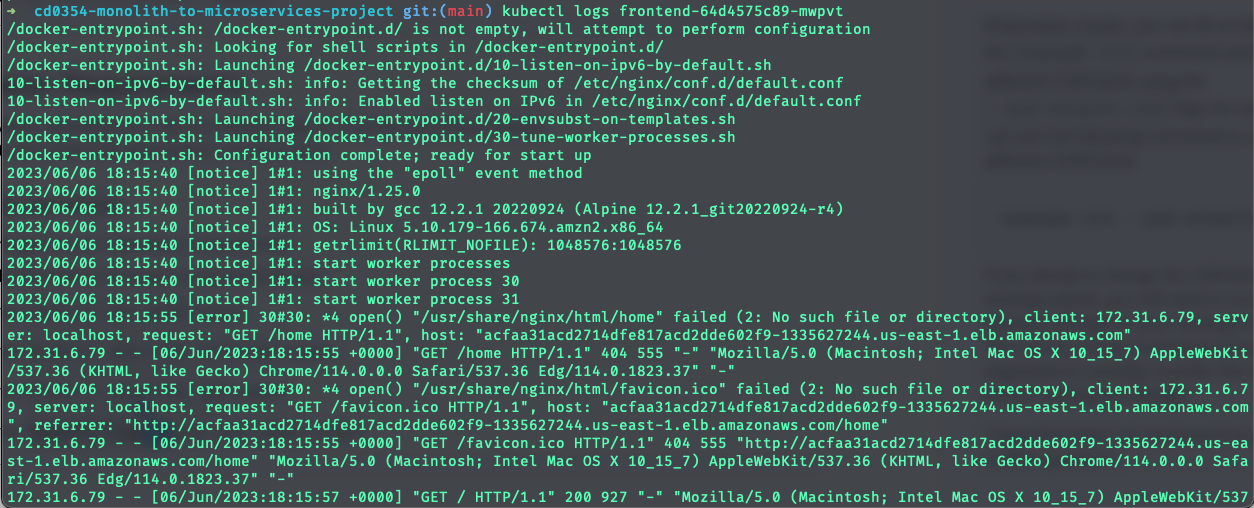 →  cd0354-monolith-to-microservices-project git:(main) kubectl logs frontend-64d4575c89-mwpvt
/docker-entrypoint.sh: /docker-entrypoint.d/ is not empty, will attempt to perform configuration
/docker-entrypoint.sh: Looking for shell scripts in /docker-entrypoint.d/
/docker-entrypoint.sh: Launching /docker-entrypoint.d/10-listen-on-ipv6-by-default.sh
10-listen-on-ipv6-by-default.sh: info: Getting the checksum of /etc/nginx/conf.d/default.conf
10-listen-on-ipv6-by-default.sh: info: Enabled listen on IPv6 in /etc/nginx/conf.d/default.conf
/docker-entrypoint.sh: Launching /docker-entrypoint.d/20-envsubst-on-templates.sh
/docker-entrypoint.sh: Launching /docker-entrypoint.d/30-tune-worker-processes.sh
/docker-entrypoint.sh: Configuration complete; ready for start up
2023/06/06 18:15:40 [notice] 1#1: using the "epoll" event method
2023/06/06 18:15:40 [notice] 1#1: nginx/1.25.0
2023/06/06 18:15:40 [notice] 1#1: built by gcc 12.2.1 20220924 (Alpine 12.2.1_git20220924-r4)
2023/06/06 18:15:40 [notice] 1#1: OS: Linux 5.10.179-166.674.amzn2.x86_64
2023/06/06 18:15:40 [notice] 1#1: getrlimit(RLIMIT_NOFILE): 1048576:1048576
2023/06/06 18:15:40 [notice] 1#1: start worker processes
2023/06/06 18:15:40 [notice] 1#1: start worker process 30
2023/06/06 18:15:40 [notice] 1#1: start worker process 31
2023/06/06 18:15:55 [error] 30#30: *4 open() "/usr/share/nginx/html/home" failed (2: No such file or directory), client: 172.31.6.79, serv
er: localhost, request: "GET /home HTTP/1.1", host: "acfaa31acd2714dfe817acd2dde602f9-1335627244.us-east-1.elb.amazonaws.com"
172.31.6.79 - - [06/Jun/2023:18:15:55 +0000] "GET /home HTTP/1.1" 404 555 "-" "Mozilla/5.0 (Macintosh; Intel Mac OS X 10_15_7) AppleWebKit
/537.36 (KHTML, like Gecko) Chrome/114.0.0.0 Safari/537.36 Edg/114.0.1823.37" "-"
2023/06/06 18:15:55 [error] 30#30: *4 open() "/usr/share/nginx/html/favicon.ico" failed (2: No such file or directory), client: 172.31.6.7
9, server: localhost, request: "GET /favicon.ico HTTP/1.1", host: "acfaa31acd2714dfe817acd2dde602f9-1335627244.us-east-1.elb.amazonaws.com
", referrer: "http://acfaa31acd2714dfe817acd2dde602f9-1335627244.us-east-1.elb.amazonaws.com/home"
172.31.6.79 - - [06/Jun/2023:18:15:55 +0000] "GET /favicon.ico HTTP/1.1" 404 555 "http://acfaa31acd2714dfe817acd2dde602f9-1335627244.us-ea
st-1.elb.amazonaws.com/home" "Mozilla/5.0 (Macintosh; Intel Mac OS X 10_15_7) AppleWebKit/537.36 (KHTML, like Gecko) Chrome/114.0.0.0 Safa
ri/537.36 Edg/114.0.1823.37" "-"
172.31.6.79 - - [06/Jun/2023:18:15:57 +0000] "GET / HTTP/1.1" 200 927 "-" "Mozilla/5.0 (Macintosh; Intel Mac OS X 10_15_7) AppleWebKit/537